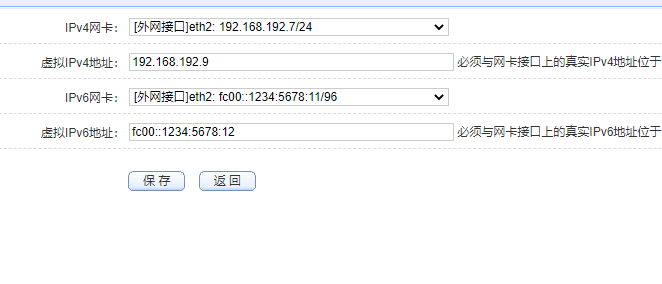 IPv4网卡： [外网接口]eth2: 192.168.192.7/24
虚拟IPv4地址： 192.168.192.9 必须与网卡接口上的真实IPv4地址位于
IPv6网卡： [外网接口]eth2: fc00::1234:5678:11/96
虚拟IPv6地址： fc00::1234:5678:12 必须与网卡接口上的真实IPv6地址位于
保 存 返 回